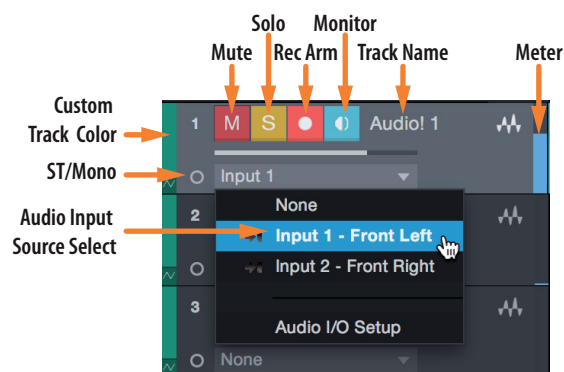 Solo
Monitor
Mute
Rec Arm
Track Name
Meter
Custom
Track Color
1
M
S
Audio! 1
ST/Mono
Input 1
Audio Input
Source Select
None
2
Input 1 - Front Left
Input 2 - Front Right
3
Audio I/O Setup
None